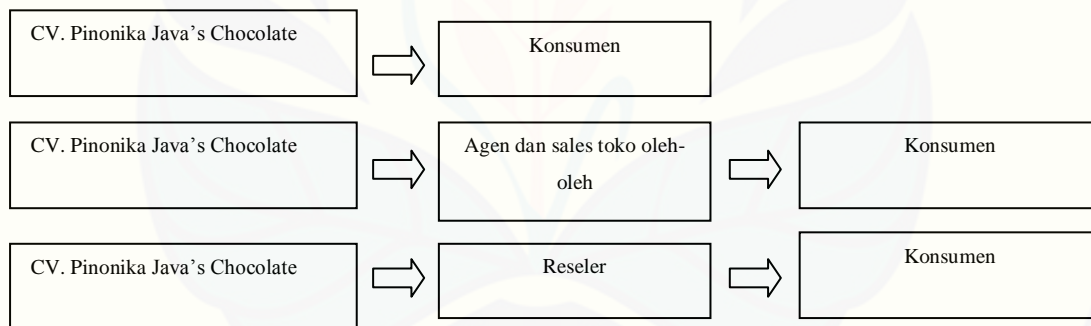 CV. Pinonika Java’s Chocolate
Konsumen
CV. Pinonika Java’s Chocolate
Agen dan sales toko oleh-
oleh
Konsumen
CV. Pinonika Java’s Chocolate
Reseler
Konsumen